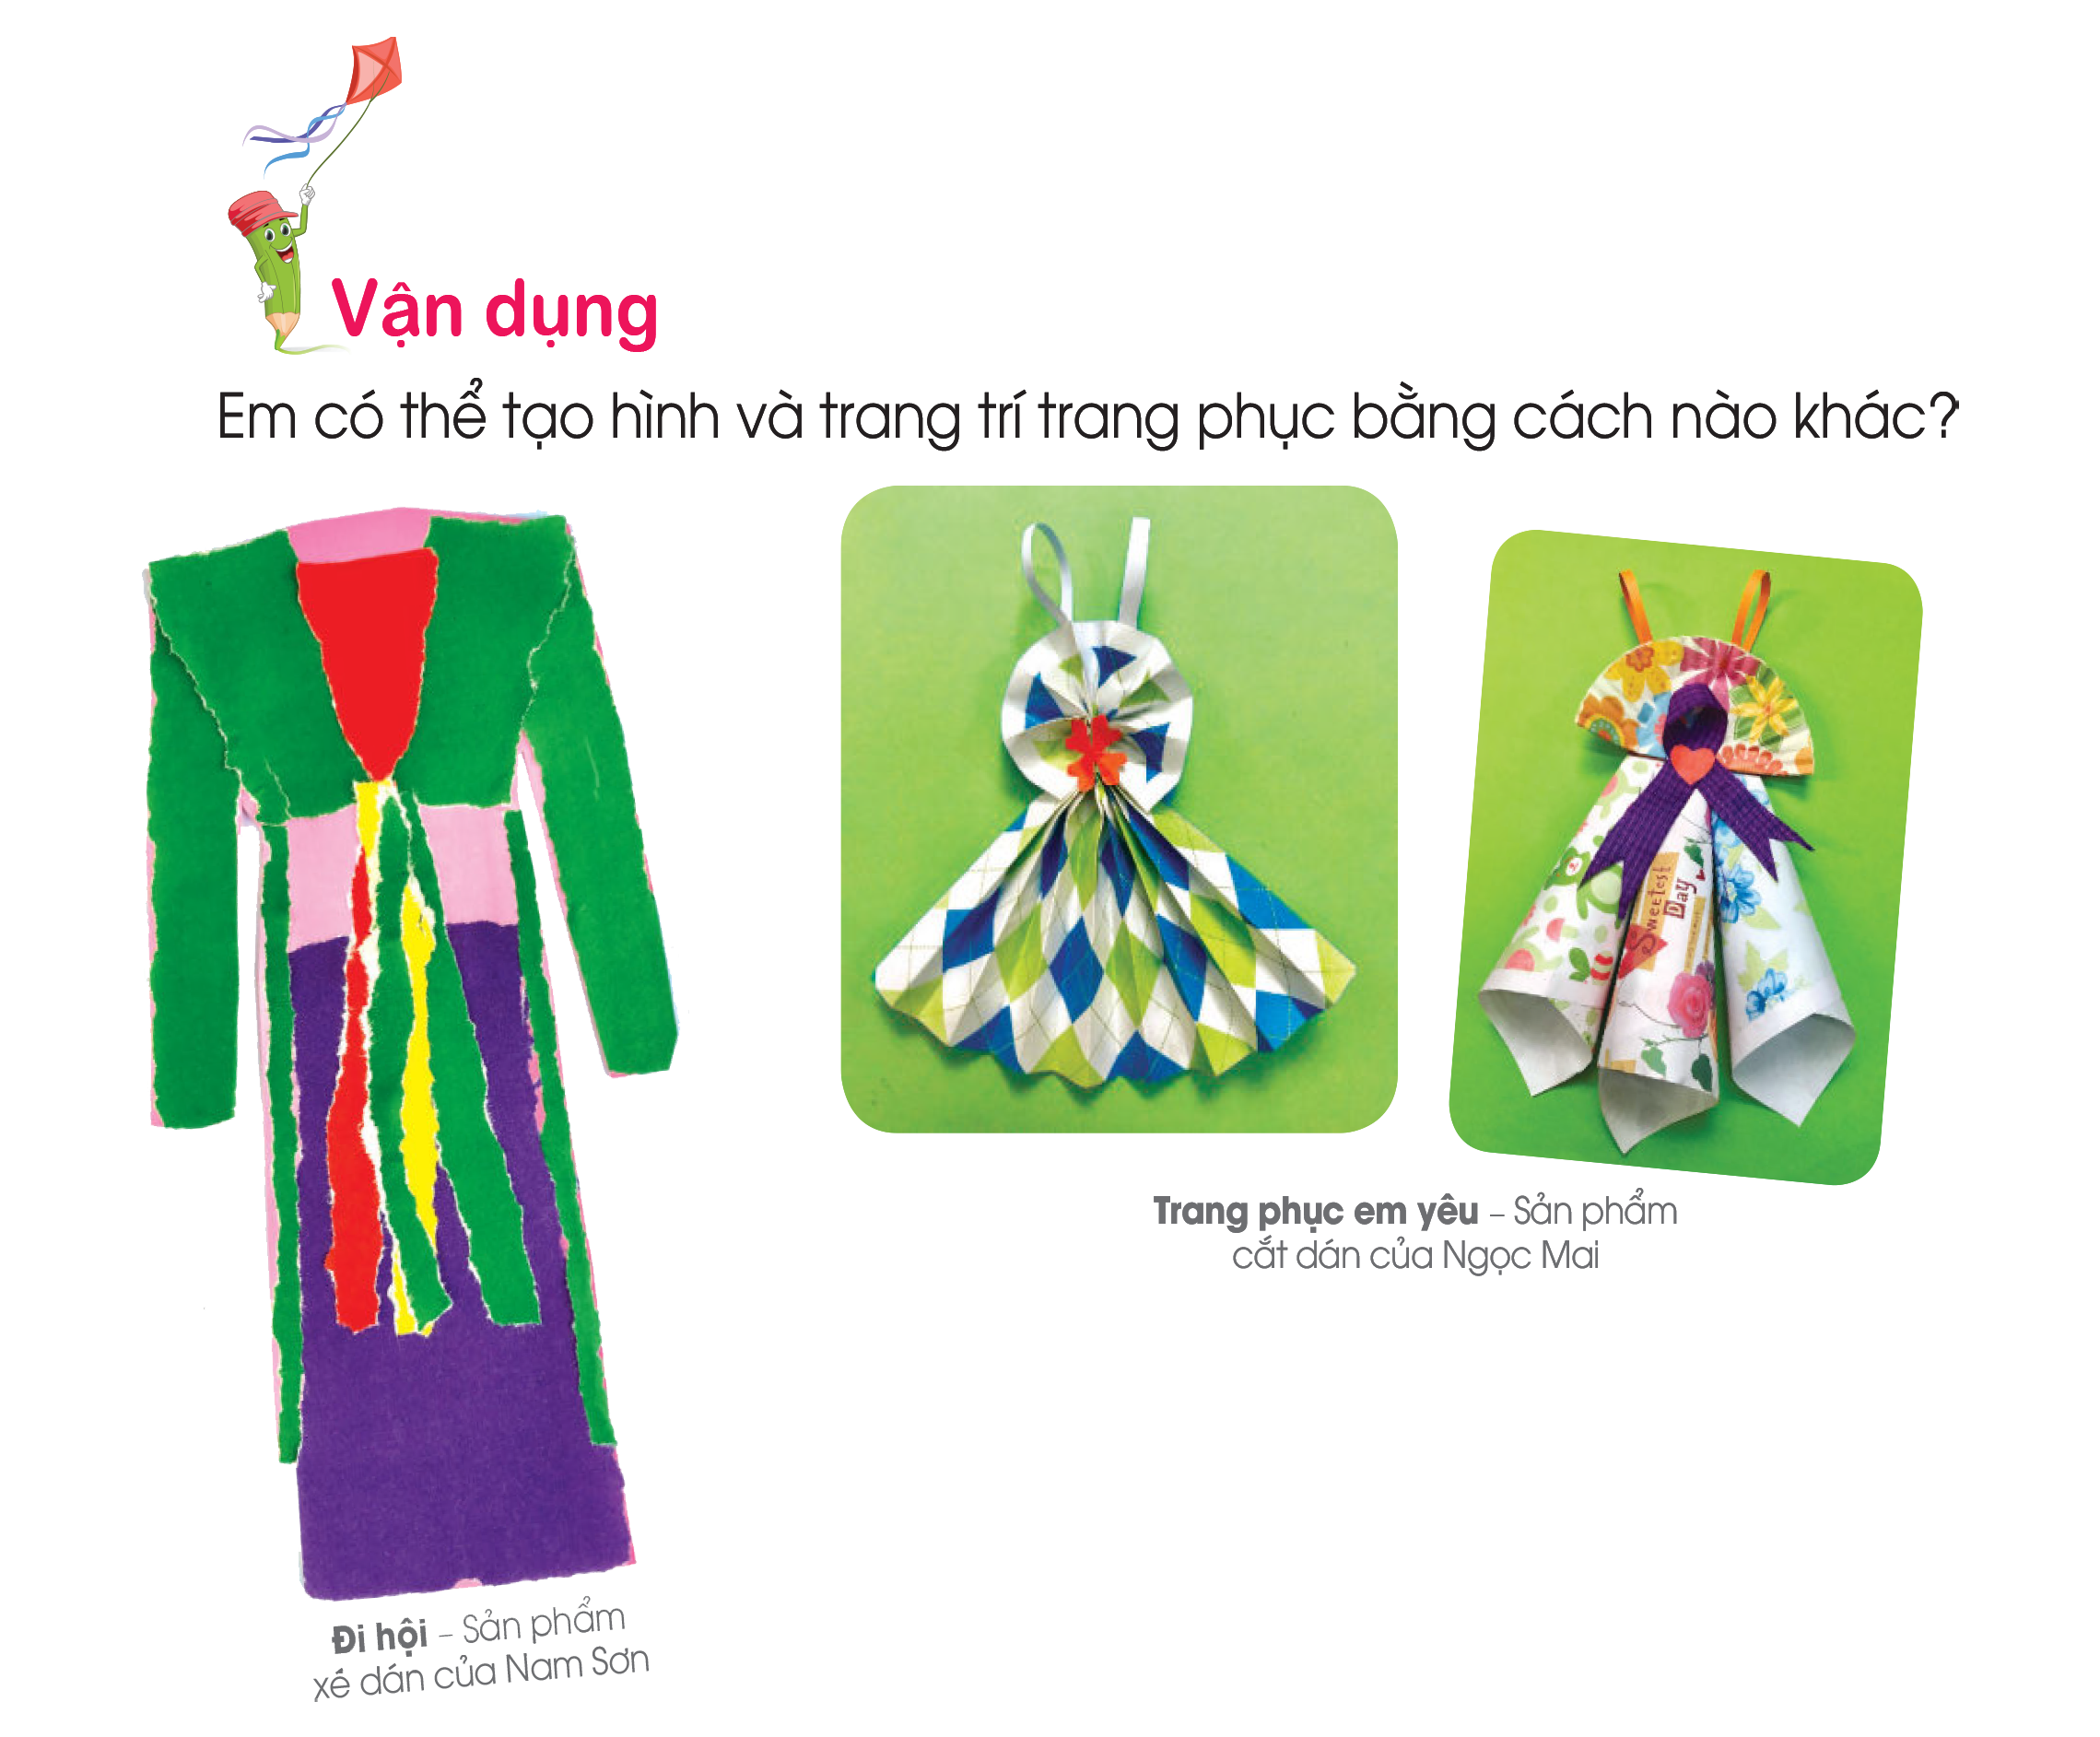 Vận dụng
Em có thể tạo hình và trang trí trang phục bằng cách nào khác?
Sweetest
Day
Trang phục em yêu – Sản phẩm
cắt dán của Ngọc Mai
Đi hội – Sản phẩm
xé dán của Nam Sơn